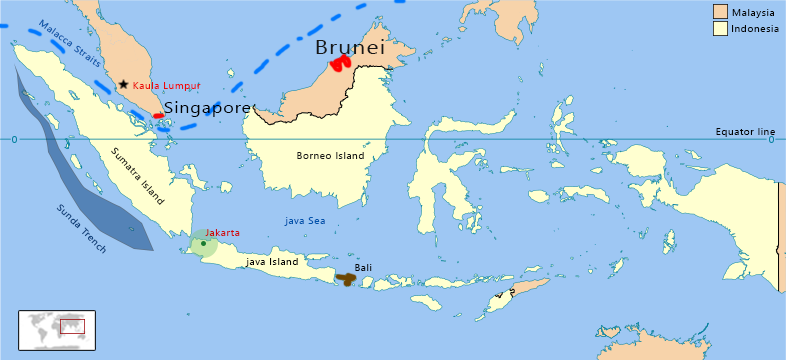 Malaysia
Indonesia
Malacca Straits
Brunei
Kaula Lumpur
Singapore
0
Equator line
0
Borneo Island
Sumatra Island
Sunda Trench
java Sea
Jakarta
java Island
Bali